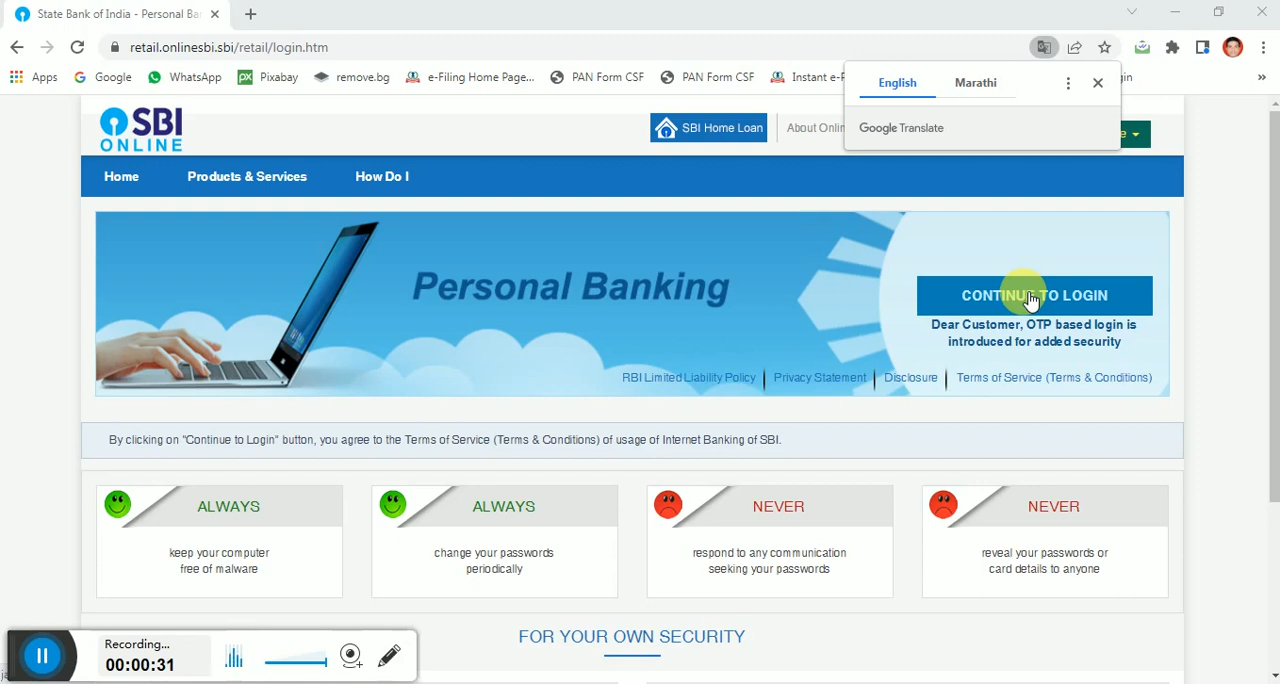 State Bank of India - Personal Ba
retail.onlinesbi.sbi/retail/login.htm
Apps
Google
WhatsApp
px
Pixabay
remove.bg
e-Filing Home Page...
PAN Form CSF
PAN Form CSF
Instant e-P
in
English
Marathi
Google Translate
SBI
ONLINE
SBI Home Loan
About Onlin
e
Home
Products & Services
How Do I
Personal Banking
CONTINUE TO LOGIN
Dear Customer, OTP based login is
introduced for added security
RBI Limited Liability Policy
Privacy Statement
Disclosure
Terms of Service (Terms & Conditions)
By clicking on "Continue to Login" button, you agree to the Terms of Service (Terms & Conditions) of usage of Internet Banking of SBI.
ALWAYS
keep your computer
free of malware
ALWAYS
change your passwords
periodically
NEVER
respond to any communication
seeking your passwords
NEVER
reveal your passwords or
card details to anyone
FOR YOUR OWN SECURITY
Recording...
00:00:31